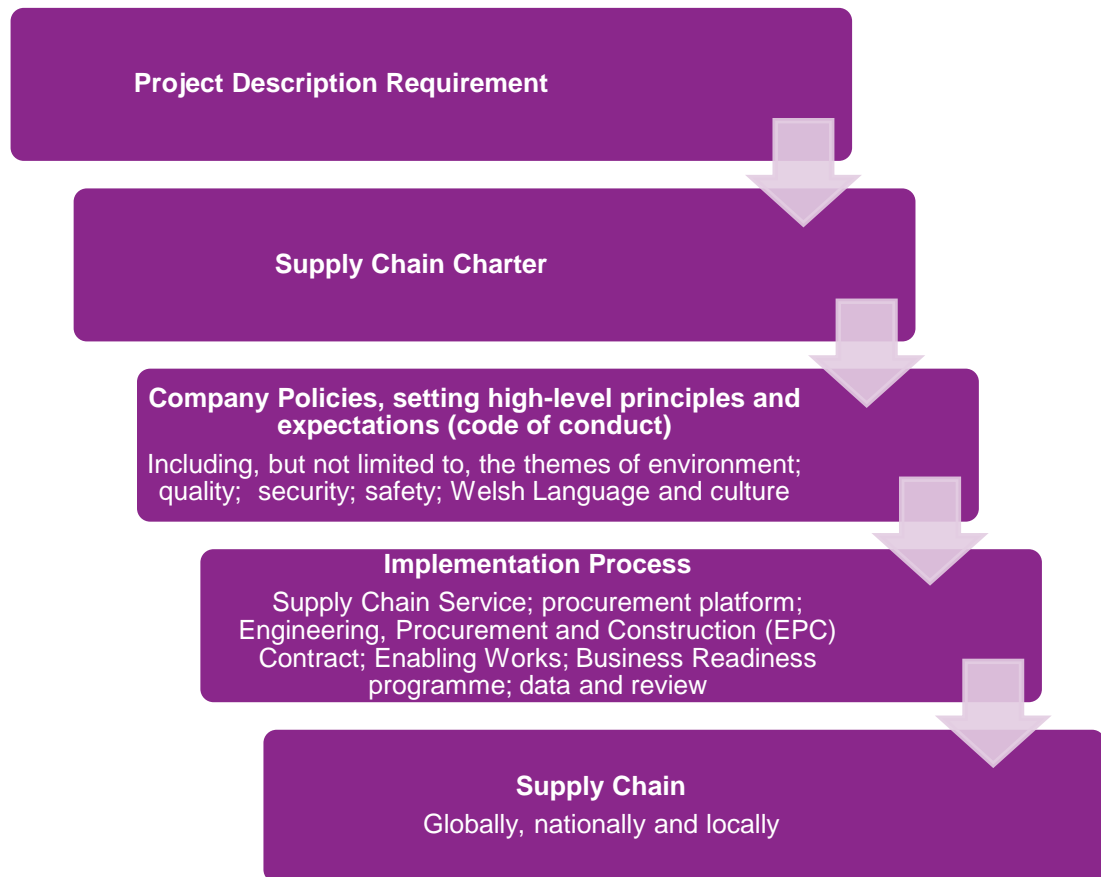 Project Description Requirement
Supply Chain Charter
Company Policies, setting high-level principles and
expectations (code of conduct)
Including, but not limited to, the themes of environment;
quality;  security; safety; Welsh Language and culture
Implementation Process
Supply Chain Service; procurement platform;
Engineering, Procurement and Construction (EPC)
Contract; Enabling Works; Business Readiness
programme; data and review
Supply Chain
Globally, nationally and locally